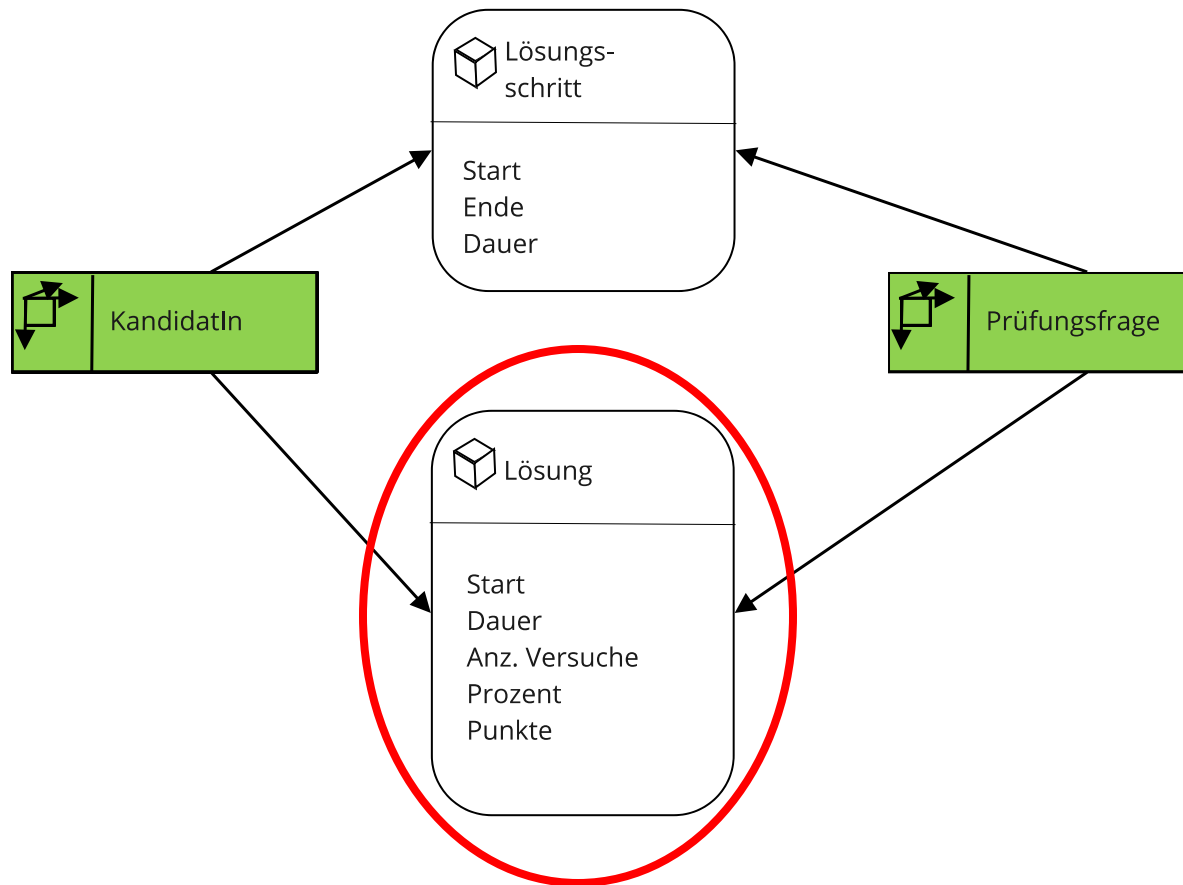 Lösungs-
schritt
Start
Ende
Dauer
KandidatIn
Prüfungsfrage
Lösung
Start
Dauer
Anz. Versuche
Prozent
Punkte